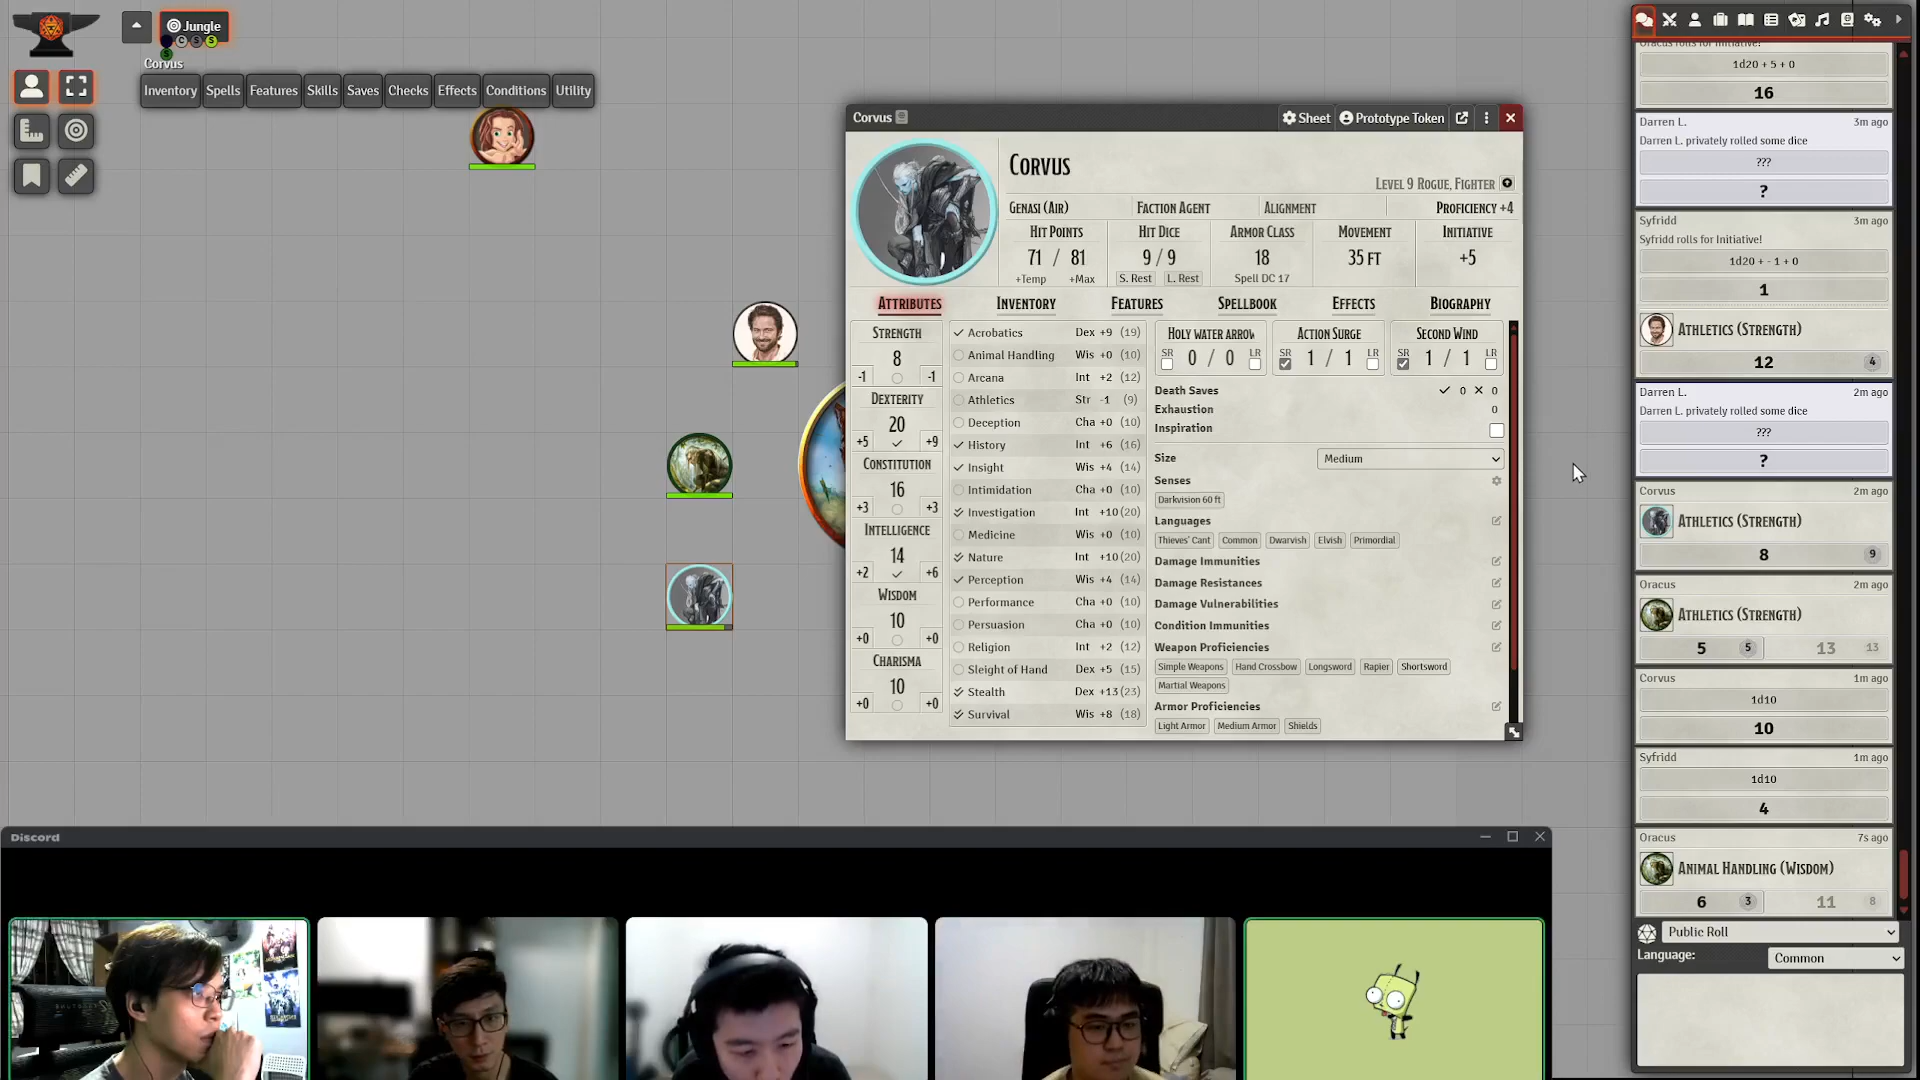 Jungle
C
S
S
S
Corvus
Inventory
Spells
Features
Skills
Saves
Checks
Effects
Conditions
Utility
Corvus
Sheet
Prototype Token
Corvus
Level 9 Rogue, Fighter
Genasi (Air)
Faction Agent
Alignment
Proficiency +4
Hit Points
Hit Dice
Armor Class
Movement
Initiative
71 / 81
9 / 9
18
35 ft
+5
+Temp
+Max
S. Rest
L. Rest
Spell DC 17
Attributes
Inventory
Features
Spellbook
Effects
Biography
Strength
8
-1 -1
Dexterity
20
+5 +9
Constitution
16
+3 +3
Intelligence
14
+2 +6
Wisdom
10
+0 +0
Charisma
10
+0 +0
Acrobatics Dex +9 (19)
Animal Handling Wis +0 (10)
Arcana Int +2 (12)
Athletics Str -1 (9)
Deception Cha +0 (10)
History Int +6 (16)
Insight Wis +4 (14)
Intimidation Cha +0 (10)
Investigation Int +10 (20)
Medicine Wis +0 (10)
Nature Int +10 (20)
Perception Wis +4 (14)
Performance Cha +0 (10)
Persuasion Cha +0 (10)
Religion Int +2 (12)
Sleight of Hand Dex +5 (15)
Stealth Dex +13 (23)
Survival Wis +8 (18)
Holy water arrow
SR 0 / 0 LR
Action Surge
SR 1 / 1 LR
Second Wind
SR 1 / 1 LR
Death Saves 0 0
Exhaustion 0
Inspiration
Size Medium
Senses
Darkvision 60 ft
Languages
Thieves' Cant
Common
Dwarvish
Elvish
Primordial
Damage Immunities
Damage Resistances
Damage Vulnerabilities
Condition Immunities
Weapon Proficiencies
Simple Weapons
Hand Crossbow
Longsword
Rapier
Shortsword
Martial Weapons
Armor Proficiencies
Light Armor
Medium Armor
Shields
Oracus rolls for Initiative!
1d20 + 5 + 0
16
Darren L. 3m ago
Darren L. privately rolled some dice
???
?
Syfridd 3m ago
Syfridd rolls for Initiative!
1d20 + - 1 + 0
1
Athletics (Strength)
12 4
Darren L. 2m ago
Darren L. privately rolled some dice
???
?
Corvus 2m ago
Athletics (Strength)
8 9
Oracus 2m ago
Athletics (Strength)
5 5 13 13
Corvus 1m ago
1d10
10
Syfridd 1m ago
1d10
4
Oracus 7s ago
Animal Handling (Wisdom)
6 3 11 8
Public Roll
Language: Common
Discord